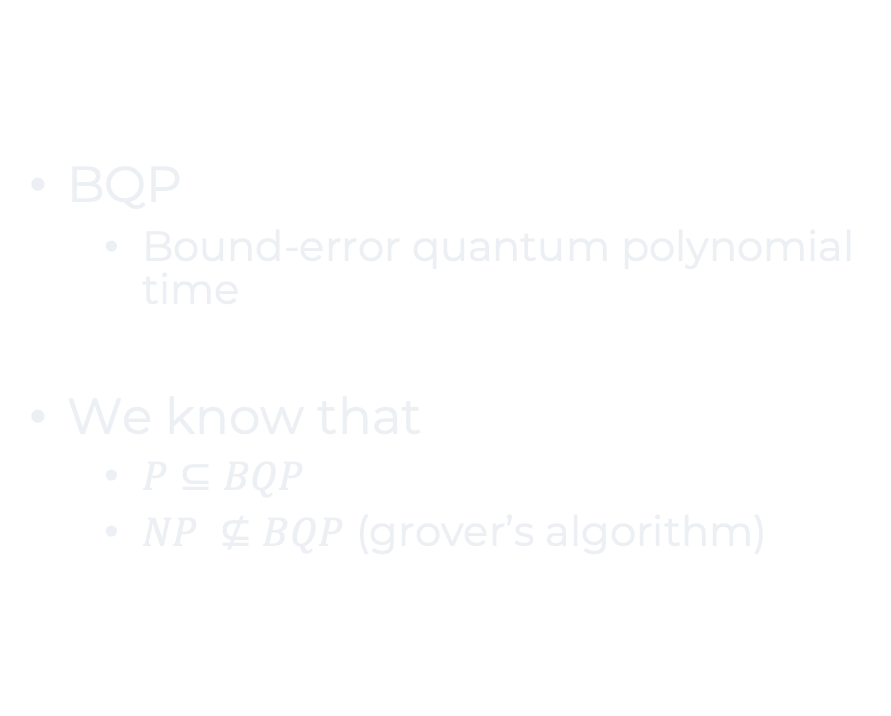 • BQP
• Bound-error quantum polynomial
time
• We know that
• P ⊆ BQP
• NP ⊈ BQP (grover’s algorithm)